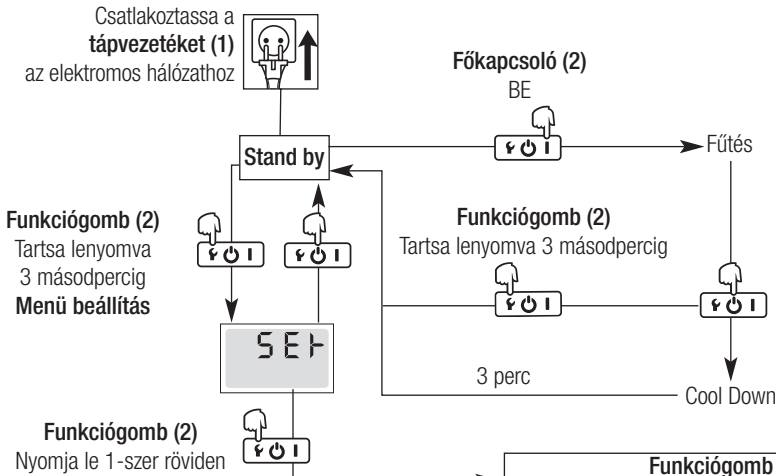 Csatlakoztassa a
tápvezetéket (1)
az elektromos hálózathoz
Főkapcsoló (2)
BE
Stand by
Fűtés
Funkciógomb (2)
Tartsa lenyomva
3 másodpercig
Menü beállítás
Funkciógomb (2)
Tartsa lenyomva 3 másodpercig
SEt
3 perc
Cool Down
Funkciógomb (2)
Nyomja le 1-szer röviden
Funkciógomb